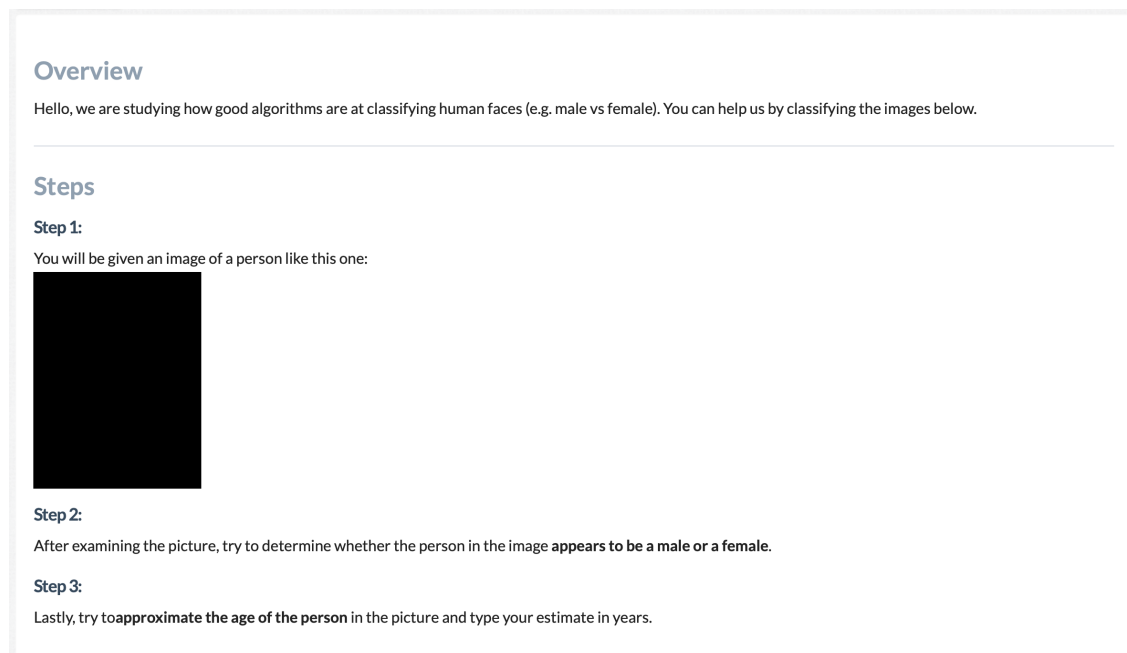 Overview
Hello, we are studying how good algorithms are at classifying human faces (e.g. male vs female). You can help us by classifying the images below.
Steps
Step 1:
You will be given an image of a person like this one:
Step 2:
After examining the picture, try to determine whether the person in the image appears to be a male or a female.
Step 3:
Lastly, try toapproximate the age of the person in the picture and type your estimate in years.